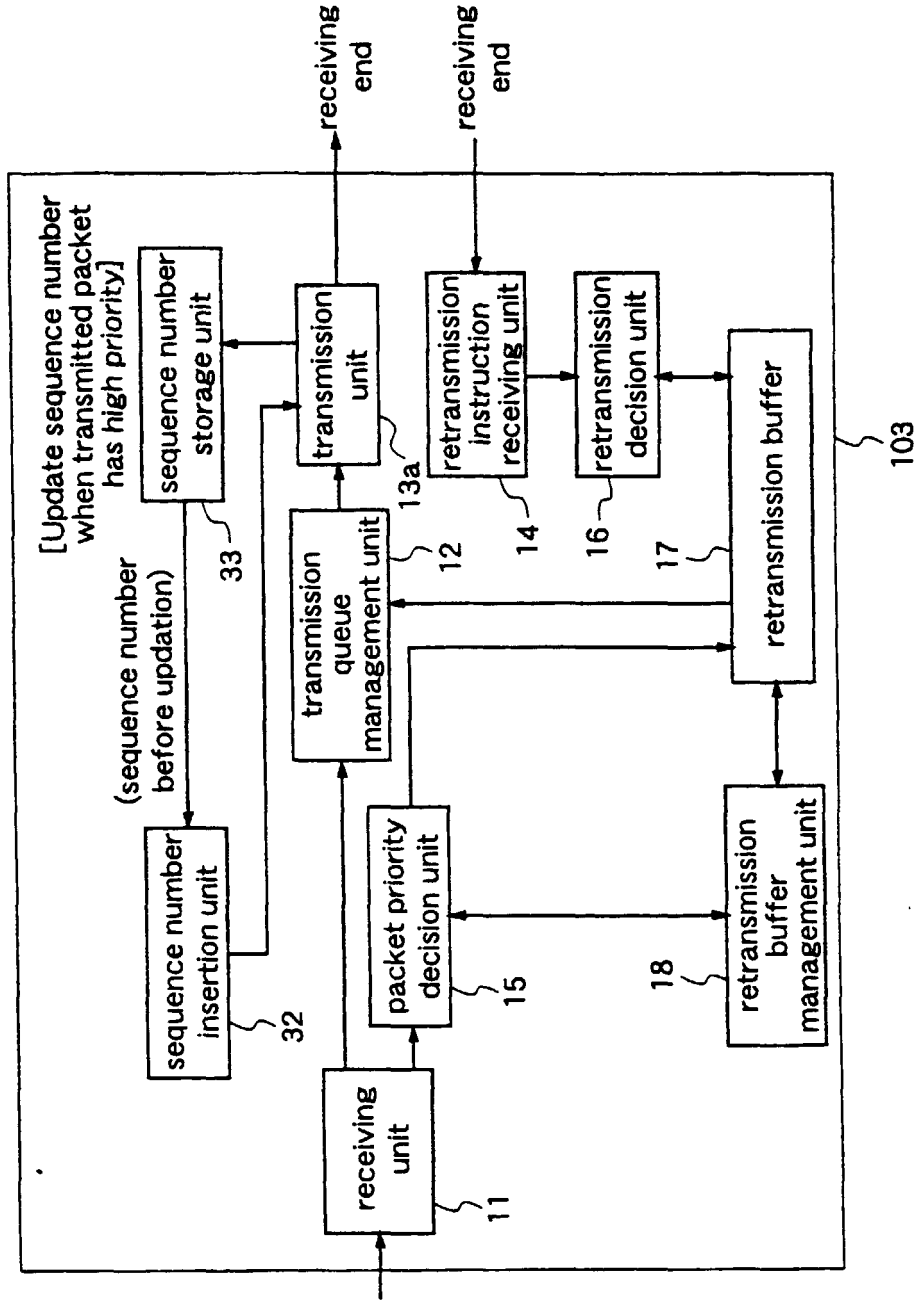 [Update sequence number
when transmitted packet
has high priority]
(sequence number
before updation)
sequence number
insertion unit
32
sequence number
storage unit
33
receiving
unit
11
transmission
queue
management unit
12
transmission
unit
13a
receiving
end
packet priority
decision unit
15
retransmission
instruction
receiving unit
14
receiving
end
retransmission
decision unit
16
retransmission
buffer
management unit
18
retransmission buffer
17
103